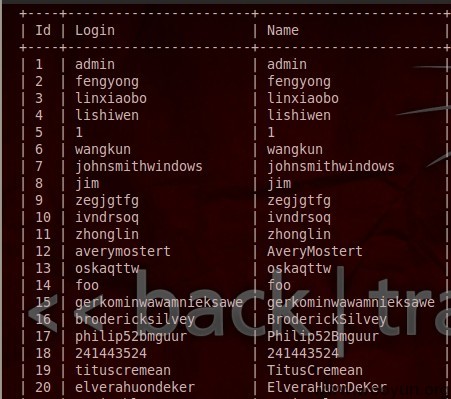 +----+-----------------------+----------------------+
| Id | Login | Name |
+----+-----------------------+----------------------+
| 1 | admin | admin |
| 2 | fengyong | fengyong |
| 3 | linxiaobo | linxiaobo |
| 4 | lishiwen | lishiwen |
| 5 | 1 | 1 |
| 6 | wangkun | wangkun |
| 7 | johnsmithwindows | johnsmithwindows |
| 8 | jim | jim |
| 9 | zegjgtfg | zegjgtfg |
| 10 | ivndrsoq | ivndrsoq |
| 11 | zhonglin | zhonglin |
| 12 | averymostert | AveryMostert |
| 13 | oskaqttw | oskaqttw |
| 14 | foo | foo |
| 15 | gerkominwawamnieksawe | gerkominwawamnieksawe |
| 16 | brodericksilvey | BroderickSilvey |
| 17 | philip52bmguur | Philip52Bmguur |
| 18 | 241443524 | 241443524 |
| 19 | tituscremean | TitusCremean |
| 20 | elverahuondeker | ElveraHuonDeKer |
<< back | tra